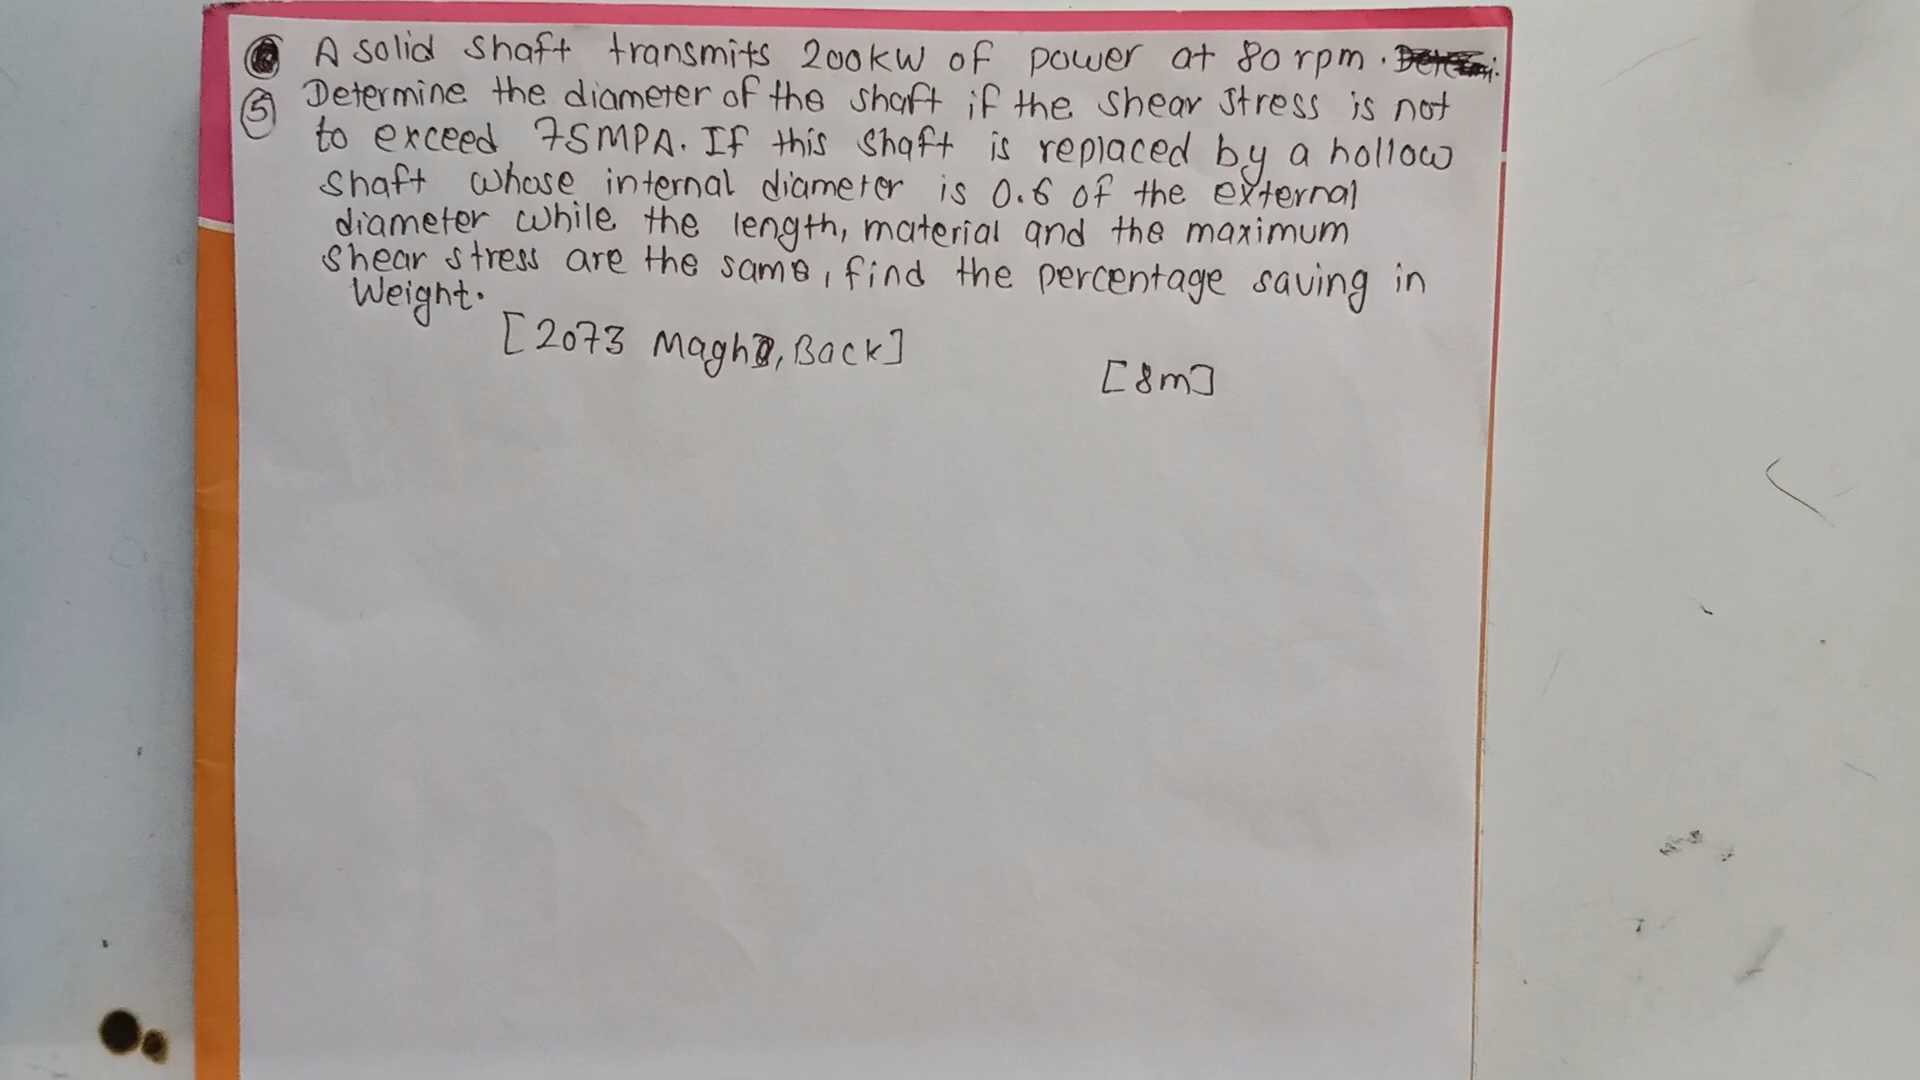 A solid shaft transmits 200kW of power at 80 rpm.
⑤ Determine the diameter of the shaft if the shear stress is not
to exceed 75MPA. If this shaft is replaced by a hollow
shaft whose internal diameter is 0.6 of the external
diameter while the length, material and the maximum
shear stress are the same, find the percentage saving in
Weight.
[2073 Magh, Back]
[8m]